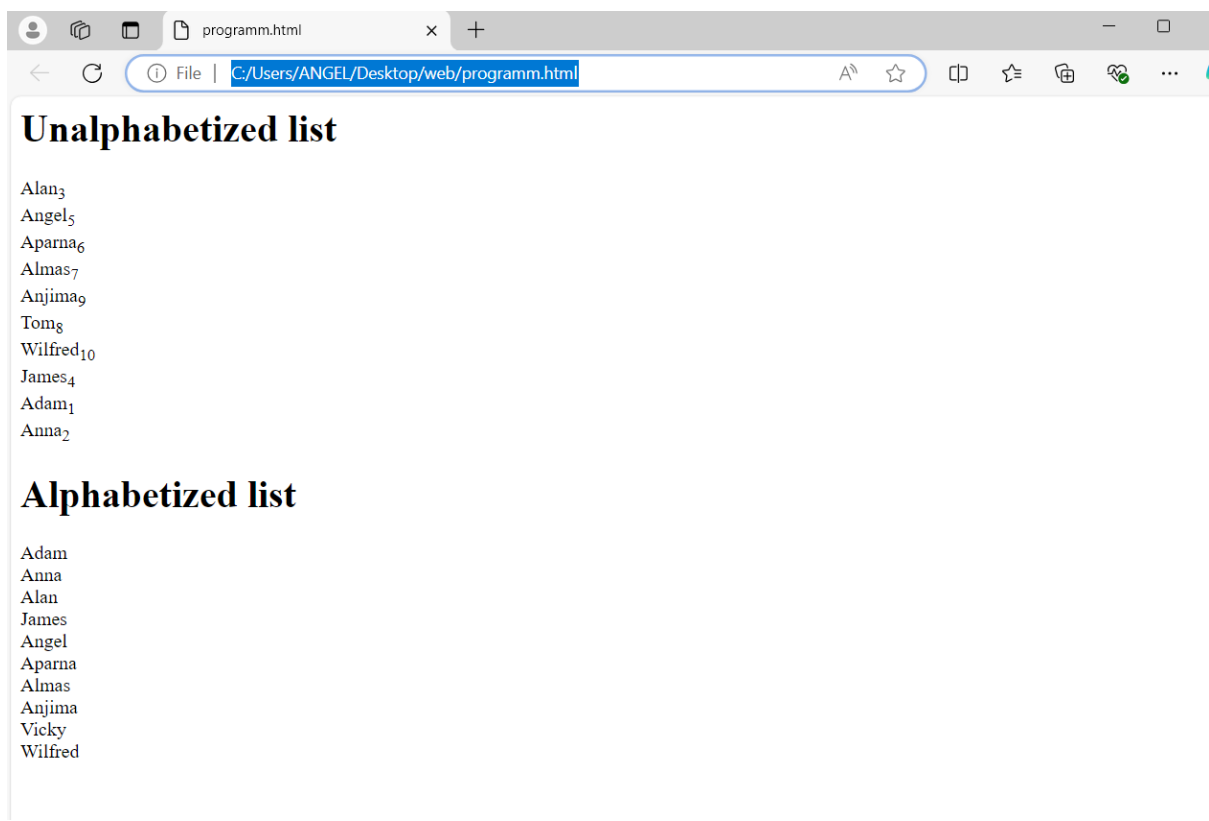 programm.html
File | C:/Users/ANGEL/Desktop/web/programm.html
Unalphabetized list
Alan₃
Angel₅
Aparna₆
Almas₇
Anjima₉
Tom₈
Wilfred₁₀
James₄
Adam₁
Anna₂
Alphabetized list
Adam
Anna
Alan
James
Angel
Aparna
Almas
Anjima
Vicky
Wilfred